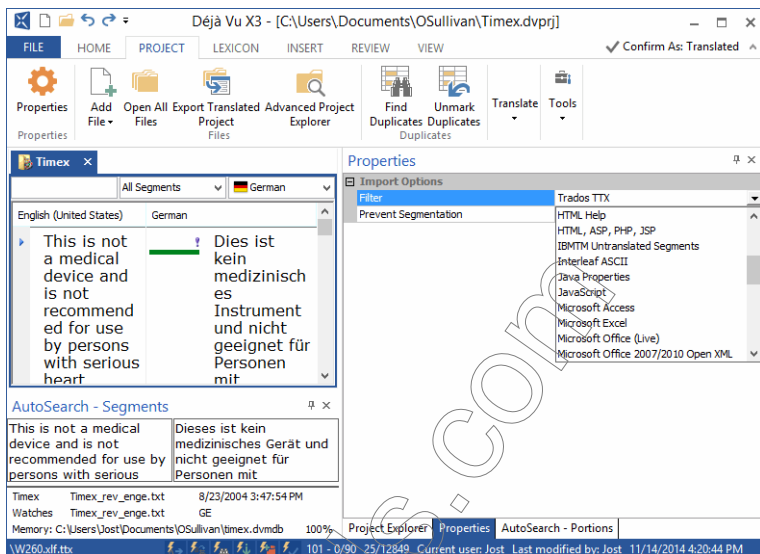 Déjà Vu X3 - [C:\Users\Documents\OSullivan\Timex.dvprj]
FILE HOME PROJECT LEXICON INSERT REVIEW VIEW Confirm As: Translated
Properties
Add File
Open All Files
Export Translated Project
Advanced Project Explorer
Find Duplicates
Unmark Duplicates
Translate
Tools
Properties Files Duplicates
Timex
All Segments German
English (United States) German
This is not
a medical
device and
is not
recommend
ed for use
by persons
with serious
heart
Dies ist
kein
medizinisch
es
Instrument
und nicht
geeignet für
Personen
mit
AutoSearch - Segments
This is not a medical
device and is not
recommended for use by
persons with serious
Dieses ist kein
medizinisches Gerät und
nicht geeignet für
Personen mit
Timex Timex_rev_enge.txt 8/23/2004 3:47:54 PM
Watches Timex_rev_enge.txt GE
Memory: C:\Users\Jost\Documents\OSullivan\timex.dvmdb 100%
Properties
Import Options
Filter Trados TTX
Prevent Segmentation
HTML Help
HTML, ASP, PHP, JSP
IBMTM Untranslated Segments
Interleaf ASCII
Java Properties
JavaScript
Microsoft Access
Microsoft Excel
Microsoft Office (Live)
Microsoft Office 2007/2010 Open XML
s.com
Project Explorer Properties AutoSearch - Portions
\W260.xlf.ttx 101 - 0/90 25/12849 Current user: Jost Last modified by: Jost 11/14/2014 4:20:44 PM